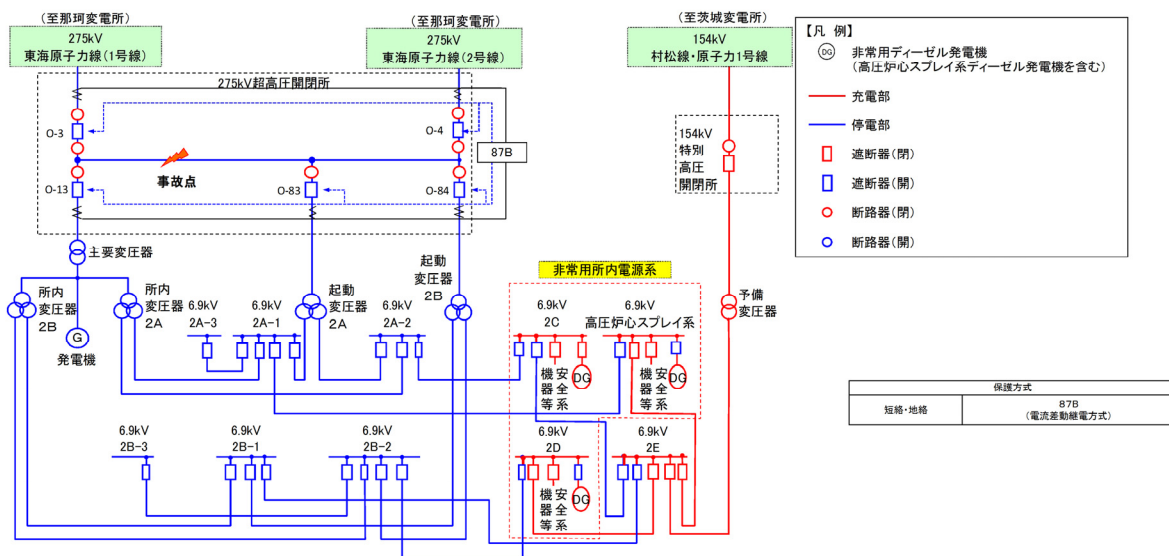 (至那珂変電所)
275kV
東海原子力線(1号線)
(至那珂変電所)
275kV
東海原子力線(2号線)
(至茨城変電所)
154kV
村松線・原子力1号線
【凡 例】
DG
非常用ディーゼル発電機
(高圧炉心スプレイ系ディーゼル発電機を含む)
充電部
停電部
遮断器(閉)
遮断器(開)
断路器(閉)
断路器(開)
275kV超高圧開閉所
O-3
O-4
87B
事故点
O-13
O-83
O-84
154kV
特別
高圧
開閉所
主要変圧器
所内
変圧器
2B
G
発電機
所内
変圧器
2A
起動
変圧器
2A
起動
変圧器
2B
予備
変圧器
非常用所内電源系
6.9kV
2A-3
6.9kV
2A-1
6.9kV
2A-2
6.9kV
2C
6.9kV
高圧炉心スプレイ系
安全系
機器等
DG
安全系
機器等
DG
6.9kV
2B-3
6.9kV
2B-1
6.9kV
2B-2
6.9kV
2D
6.9kV
2E
安全系
機器等
DG
保護方式
短絡・地絡
87B
(電流差動継電方式)